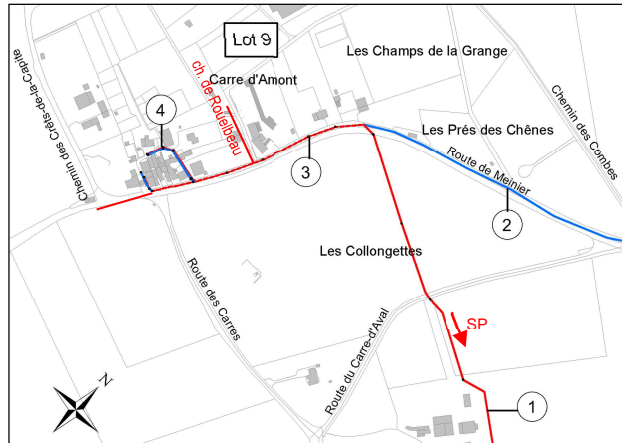 Lot 9
Les Champs de la Grange
Chemin des Crêts-de-la-Capite
ch. de Rouelbeau
Carre d'Amont
4
Chemin des Combes
Les Prés des Chênes
3
Route de Meinier
2
Les Collongettes
Route des Carres
SP
Route du Carre-d'Aval
N
1